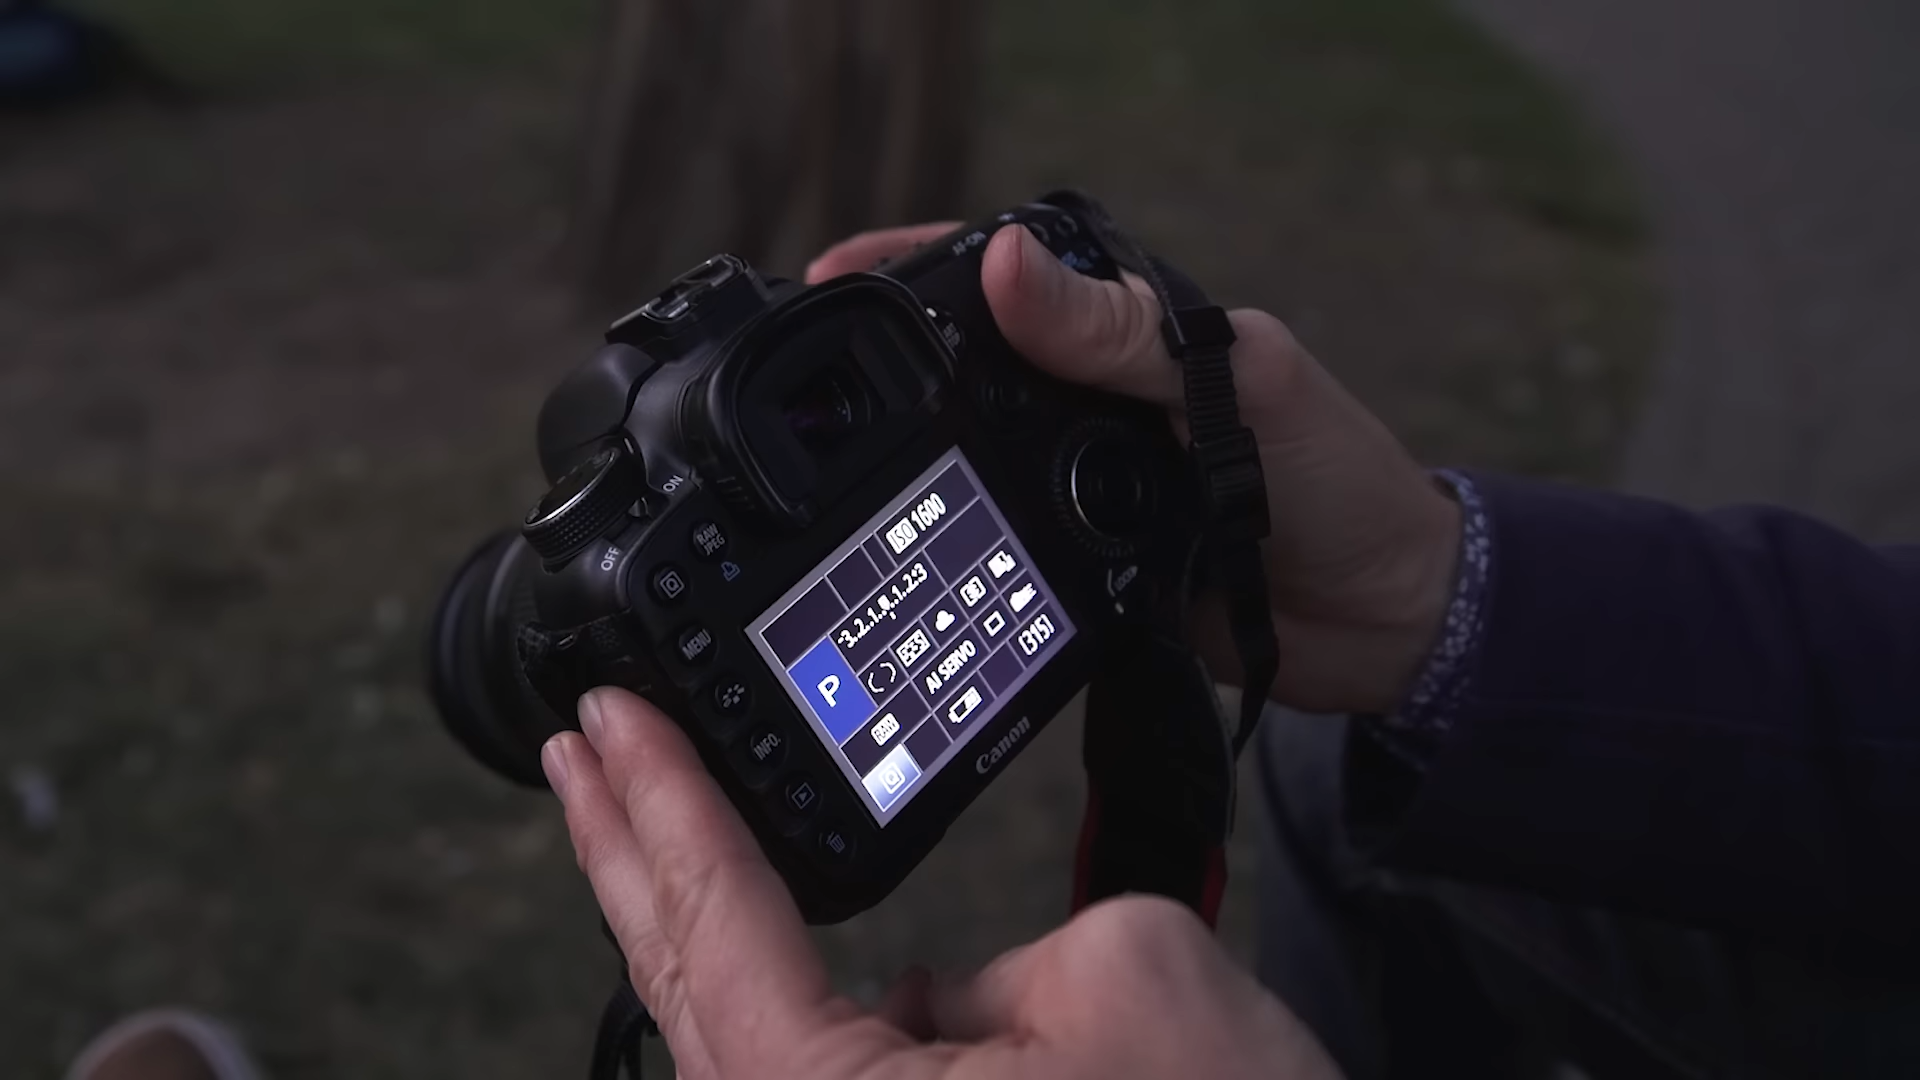 AF-ON
ON
OFF
RAW
JPEG
MENU
INFO.
ISO 1600
-3..2..1..0..1..2..:3
P
AI SERVO
RAW
[315]
Canon
LOCK